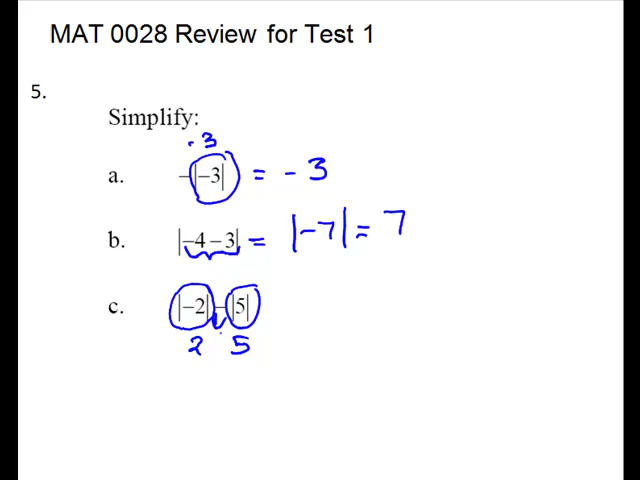 MAT 0028 Review for Test 1
5.
Simplify:
· 3
a. -|-3| = - 3
b. |-4-3| = |-7| = 7
c. |-2|-|5|
2 5